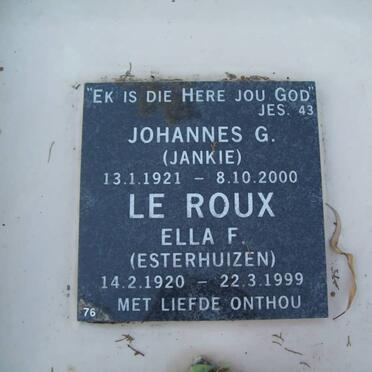 "EK IS DIE HERE JOU GOD"
JES. 43
JOHANNES G.
(JANKIE)
13.1.1921 – 8.10.2000
LE ROUX
ELLA F.
(ESTERHUIZEN)
14.2.1920 – 22.3.1999
MET LIEFDE ONTHOU
76